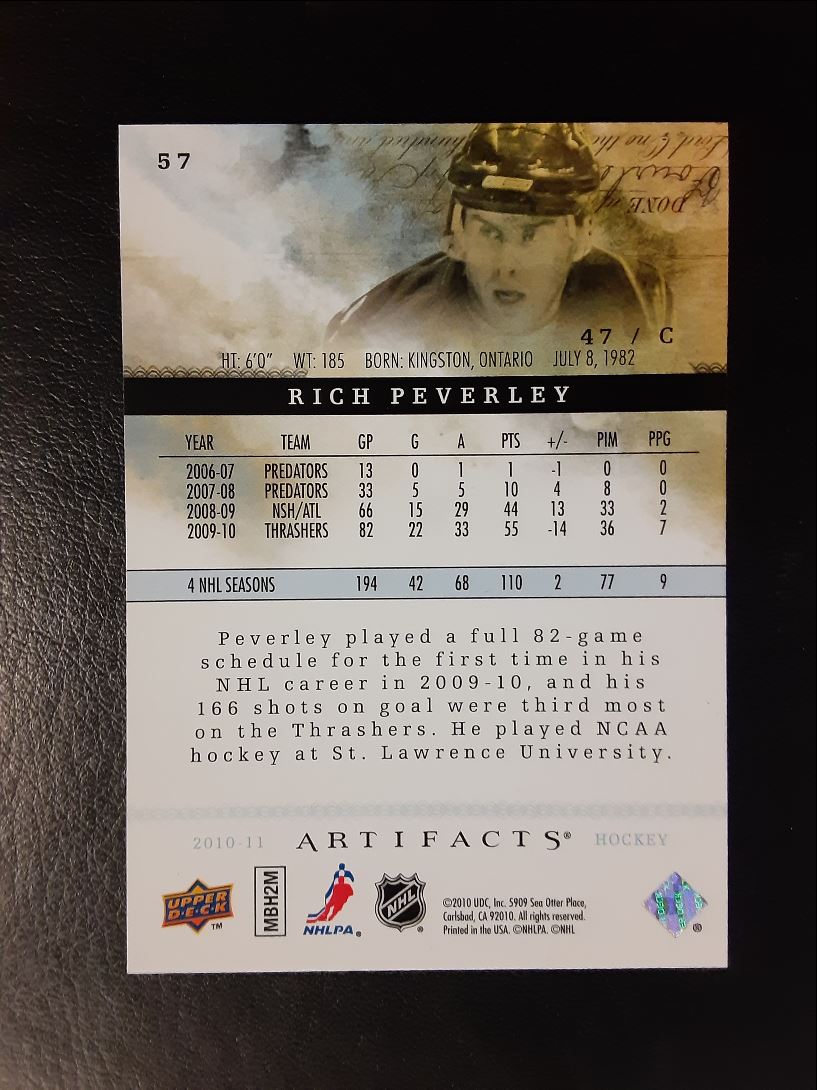 57
DONE of
47 / C
HT: 6'0" WT: 185 BORN: KINGSTON, ONTARIO JULY 8, 1982
RICH PEVERLEY
YEAR TEAM GP G A PTS +/- PIM PPG
2006-07 PREDATORS 13 0 1 1 -1 0 0
2007-08 PREDATORS 33 5 5 10 4 8 0
2008-09 NSH/ATL 66 15 29 44 13 33 2
2009-10 THRASHERS 82 22 33 55 -14 36 7
4 NHL SEASONS 194 42 68 110 2 77 9
Peverley played a full 82-game
schedule for the first time in his
NHL career in 2009-10, and his
166 shots on goal were third most
on the Thrashers. He played NCAA
hockey at St. Lawrence University.
2010-11 ARTIFACTS® HOCKEY
UPPER
DECK
TM
MBH2M
NHLPA®
NHL®
©2010 UDC, Inc. 5909 Sea Otter Place,
Carlsbad, CA 92010. All rights reserved.
Printed in the USA. ©NHLPA. ©NHL
®